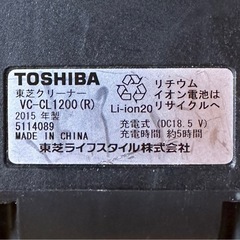 TOSHIBA
東芝クリーナー
VC-CL1200(R)
2015 年製
5114089
MADE IN CHINA
リチウム
イオン電池は
リサイクルへ
Li-ion20
充電式 (DC18.5 V)
充電時間 約5時間
東芝ライフスタイル株式会社